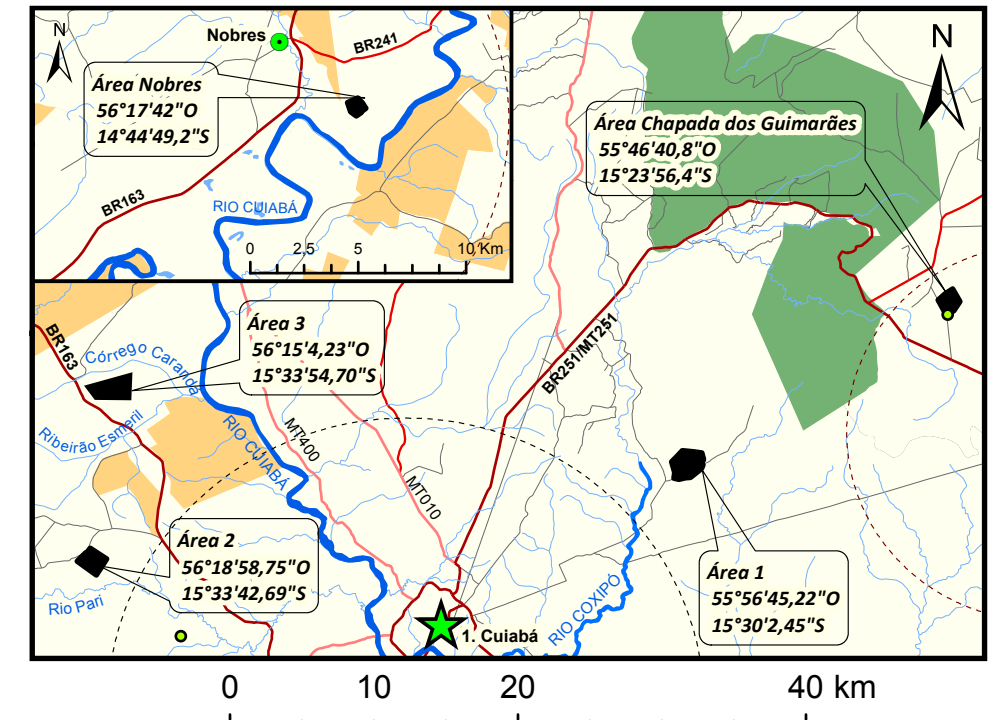 N
Nobres
BR241
Área Nobres
56°17'42"O
14°44'49,2"S
BR163
RIO CUIABÁ
0 2.5 5 10 Km
N
Área Chapada dos Guimarães
55°46'40,8"O
15°23'56,4"S
Área 3
56°15'4,23"O
15°33'54,70"S
BR163
Córrego Caranda
Ribeirão Esmeril
BR251/MT251
RIO CUIABÁ
MT400
MT010
Área 2
56°18'58,75"O
15°33'42,69"S
Rio Pari
Área 1
55°56'45,22"O
15°30'2,45"S
RIO COXIPÓ
1. Cuiabá
0 10 20 40 km